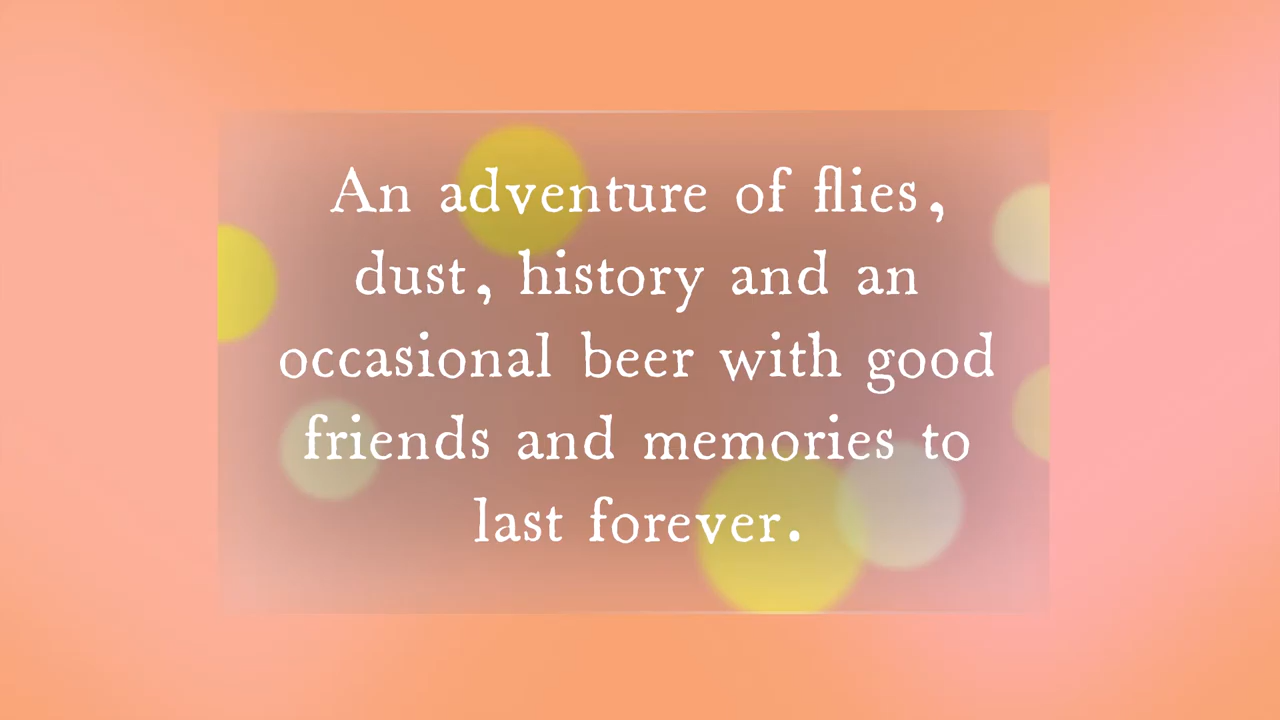 An adventure of flies,
dust, history and an
occasional beer with good
friends and memories to
last forever.